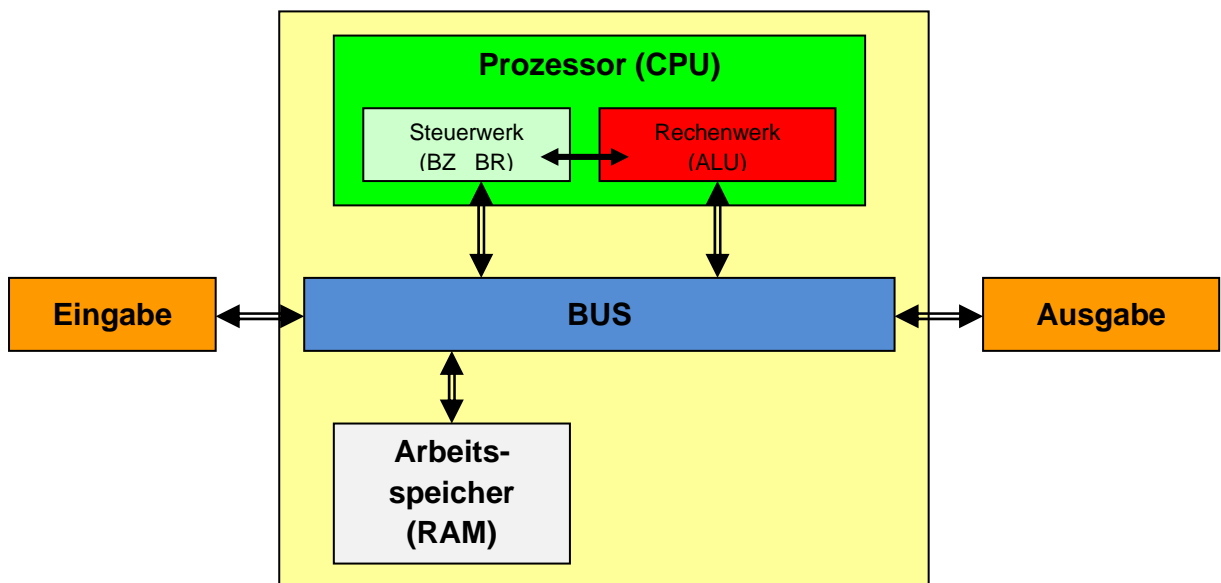 Prozessor (CPU)
Steuerwerk
(BZ BR)
Rechenwerk
(ALU)
Eingabe
BUS
Ausgabe
Arbeits-
speicher
(RAM)